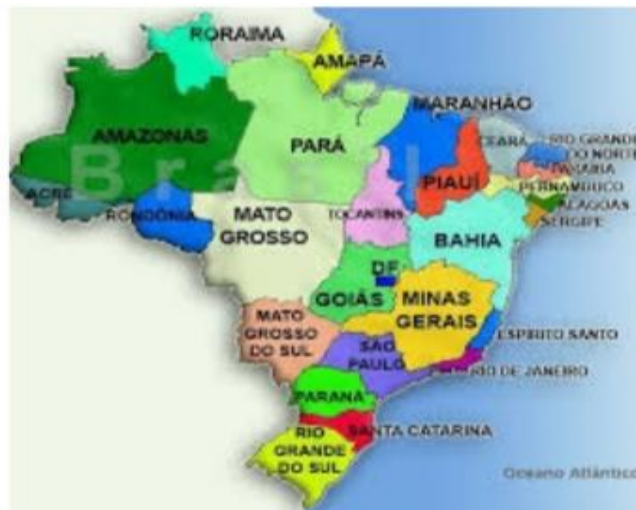 RORAIMA
AMAPÁ
AMAZONAS
PARÁ
MARANHÃO
CEARÁ
RIO GRANDE
DO NORTE
PARAIBA
PERNAMBUCO
ALAGOAS
SERGIPE
PIAUÍ
Brasil
ACRE
RONDÔNIA
MATO
GROSSO
TOCANTINS
BAHIA
DF
GOIÁS
MINAS
GERAIS
MATO
GROSSO
DO SUL
ESPÍRITO SANTO
SÃO
PAULO
RIO DE JANEIRO
PARANÁ
SANTA CATARINA
RIO
GRANDE
DO SUL
Oceano Atlântico